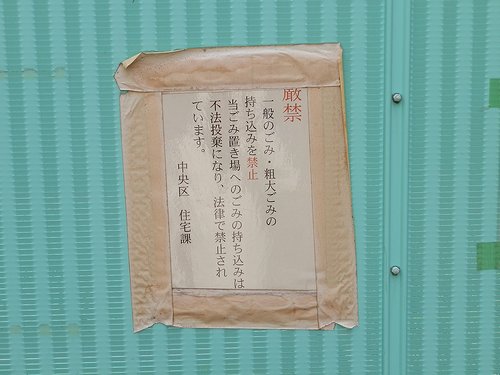 厳禁
一般のごみ・粗大ごみの
持ち込みを禁止
当ごみ置き場へのごみの持ち込みは
不法投棄になり、法律で禁止され
ています。
中央区 住宅課